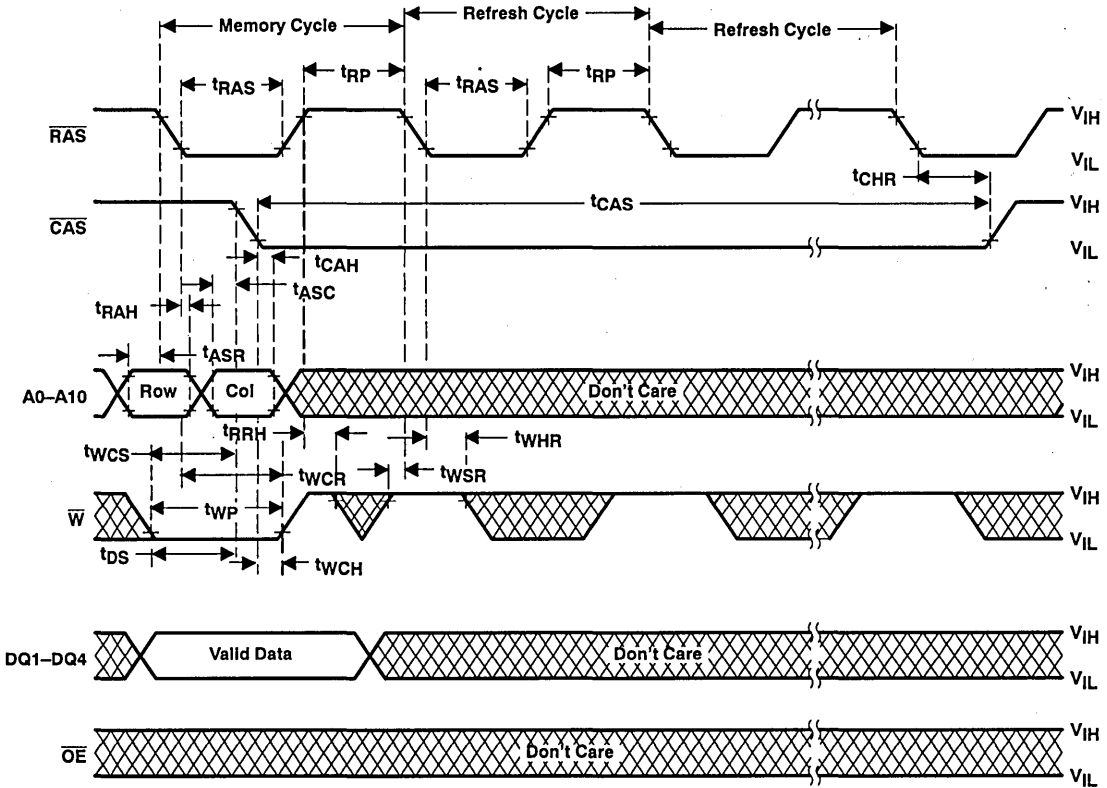 Memory Cycle
Refresh Cycle
Refresh Cycle
tRAS
tRP
tRAS
tRP
RAS
VIH
VIL
tCHR
tCAS
CAS
VIH
VIL
tCAH
tASC
tRAH
tASR
A0–A10
Row
Col
Don't Care
VIH
VIL
tRRH
tWHR
tWCS
tWCR
tWSR
W
tWP
VIH
VIL
tDS
tWCH
DQ1–DQ4
Valid Data
Don't Care
VIH
VIL
OE
Don't Care
VIH
VIL